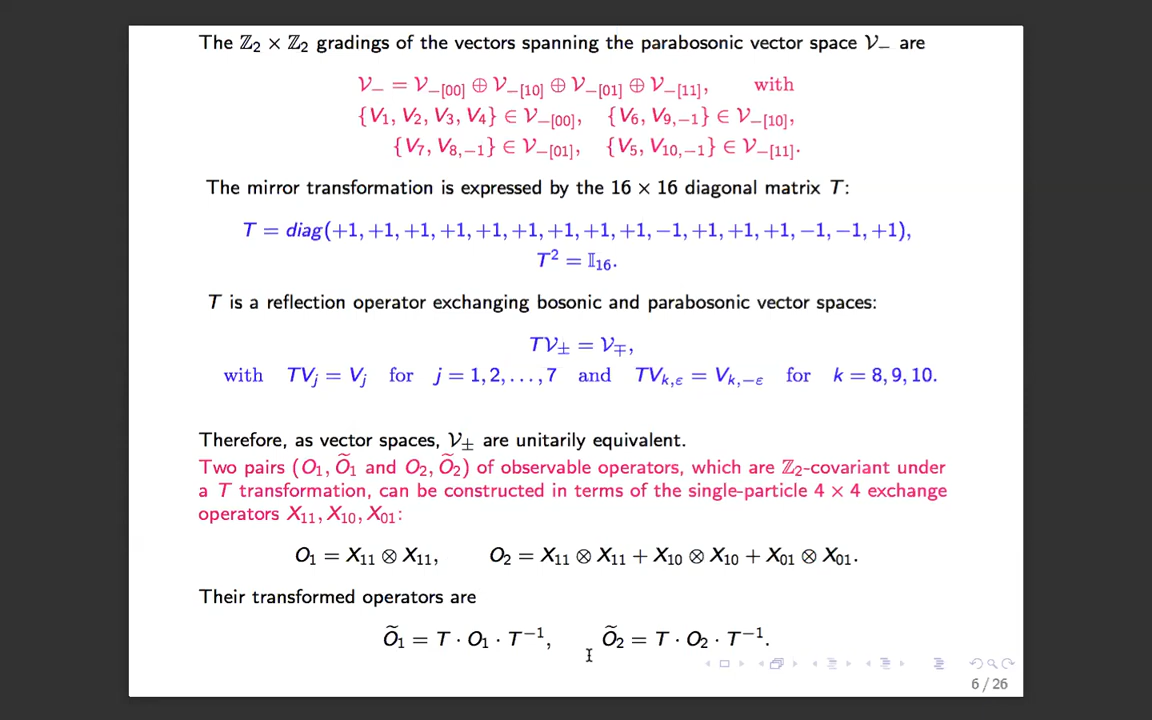 The ℤ₂ × ℤ₂ gradings of the vectors spanning the parabosonic vector space 𝒱₋ are
𝒱₋ = 𝒱₋[00] ⊕ 𝒱₋[10] ⊕ 𝒱₋[01] ⊕ 𝒱₋[11], with
{V₁, V₂, V₃, V₄} ∈ 𝒱₋[00], {V₆, V₉,₋₁} ∈ 𝒱₋[10],
{V₇, V₈,₋₁} ∈ 𝒱₋[01], {V₅, V₁₀,₋₁} ∈ 𝒱₋[11].
The mirror transformation is expressed by the 16 × 16 diagonal matrix T:
T = diag(+1, +1, +1, +1, +1, +1, +1, +1, +1, −1, +1, +1, +1, −1, −1, +1),
T² = 𝕀₁₆.
T is a reflection operator exchanging bosonic and parabosonic vector spaces:
T𝒱± = 𝒱∓,
with TVⱼ = Vⱼ for j = 1, 2, . . . , 7 and TVk,ε = Vk,−ε for k = 8, 9, 10.
Therefore, as vector spaces, 𝒱± are unitarily equivalent.
Two pairs (O₁, Õ₁ and O₂, Õ₂) of observable operators, which are ℤ₂-covariant under
a T transformation, can be constructed in terms of the single-particle 4 × 4 exchange
operators X₁₁, X₁₀, X₀₁:
O₁ = X₁₁ ⊗ X₁₁, O₂ = X₁₁ ⊗ X₁₁ + X₁₀ ⊗ X₁₀ + X₀₁ ⊗ X₀₁.
Their transformed operators are
Õ₁ = T · O₁ · T⁻¹, Õ₂ = T · O₂ · T⁻¹.
6 / 26